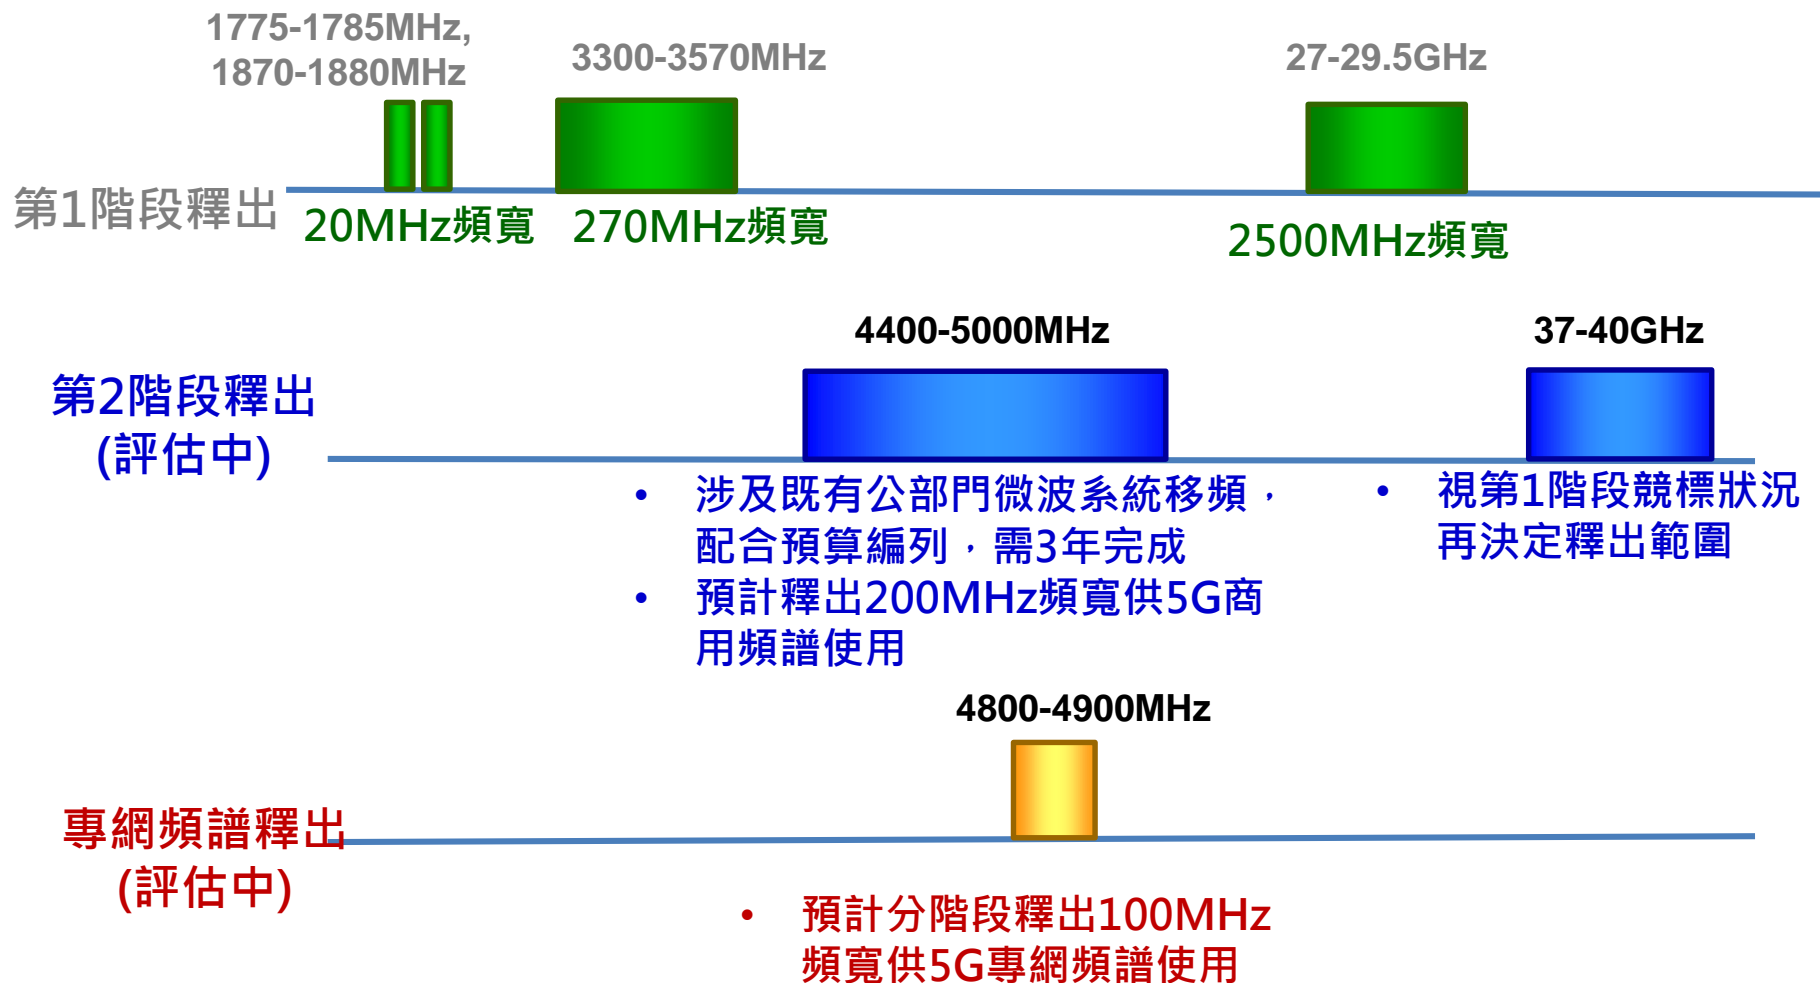 1775-1785MHz,
1870-1880MHz
3300-3570MHz
27-29.5GHz
第1階段釋出
20MHz頻寬
270MHz頻寬
2500MHz頻寬
4400-5000MHz
37-40GHz
第2階段釋出
(評估中)
• 涉及既有公部門微波系統移頻，
配合預算編列，需3年完成
• 預計釋出200MHz頻寬供5G商
用頻譜使用
• 視第1階段競標狀況
再決定釋出範圍
4800-4900MHz
專網頻譜釋出
(評估中)
• 預計分階段釋出100MHz
頻寬供5G專網頻譜使用